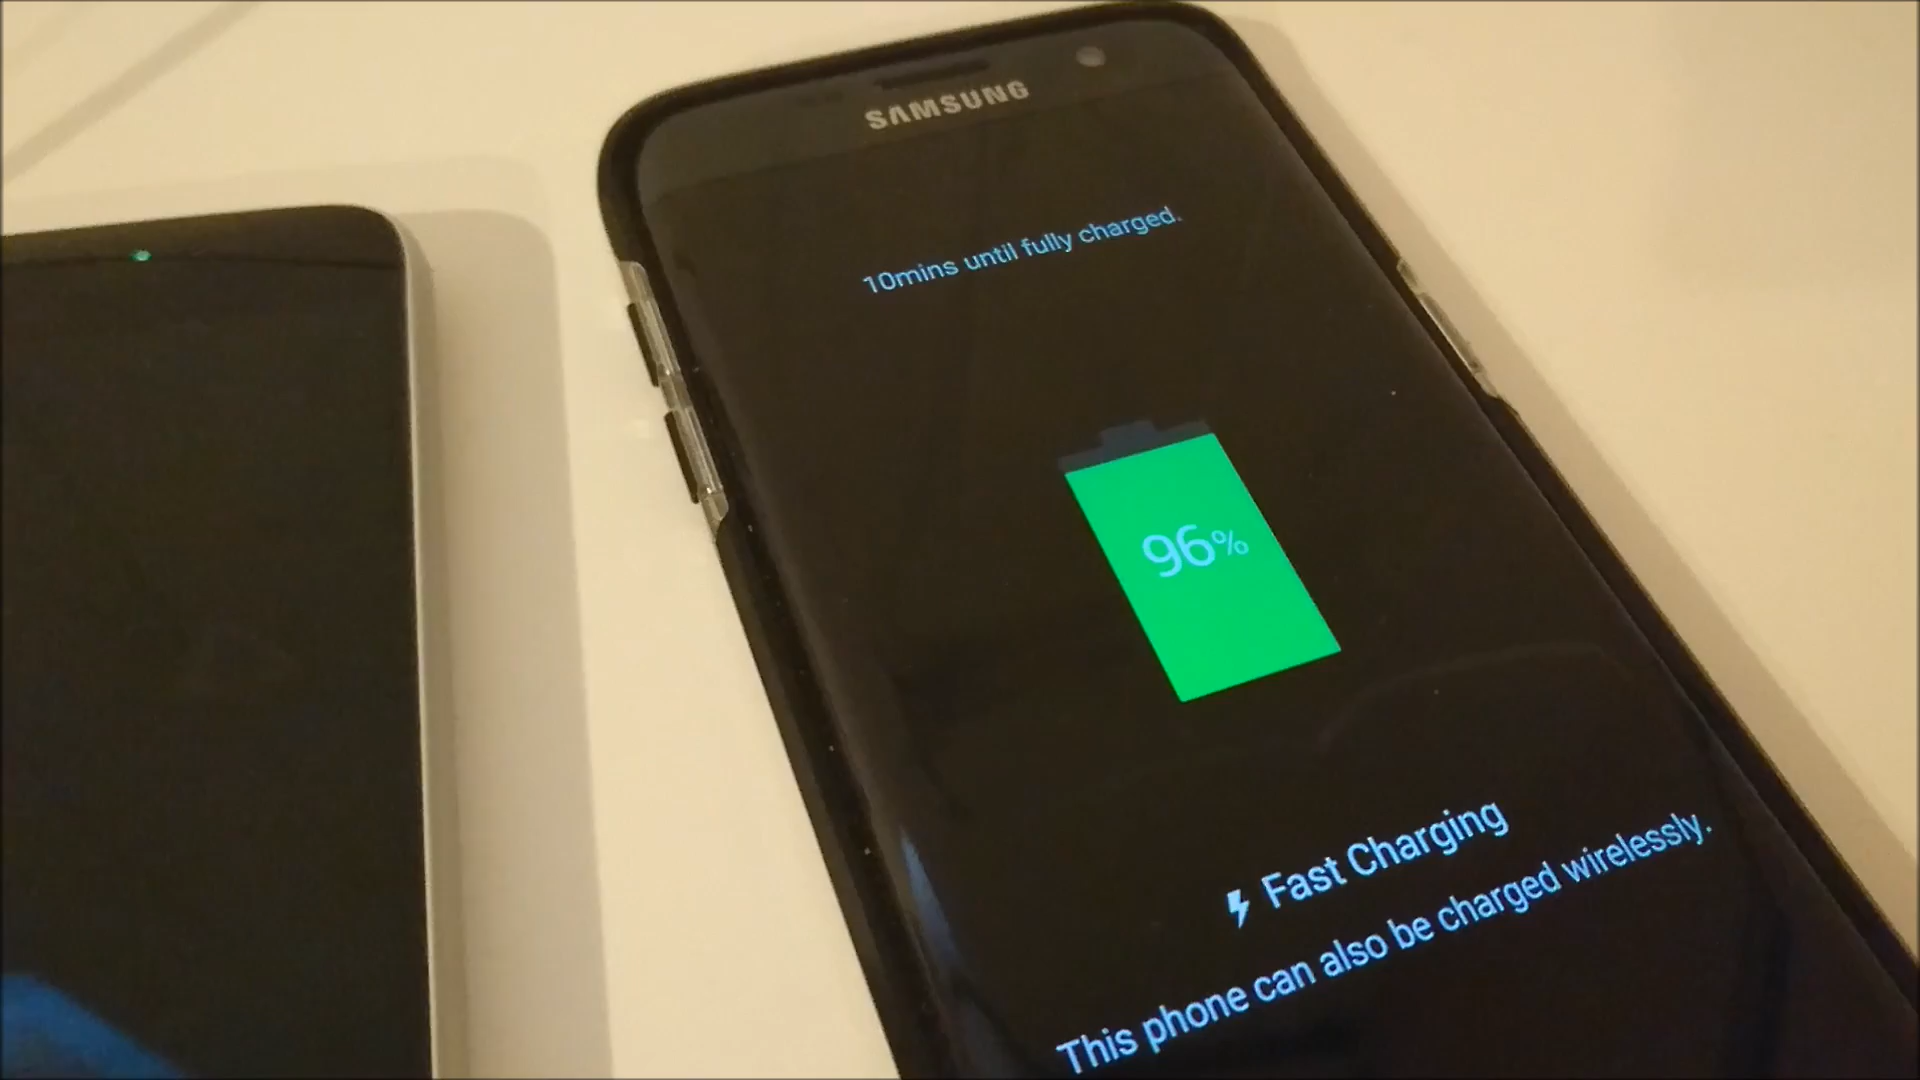 SAMSUNG
10mins until fully charged.
96%
Fast Charging
This phone can also be charged wirelessly.